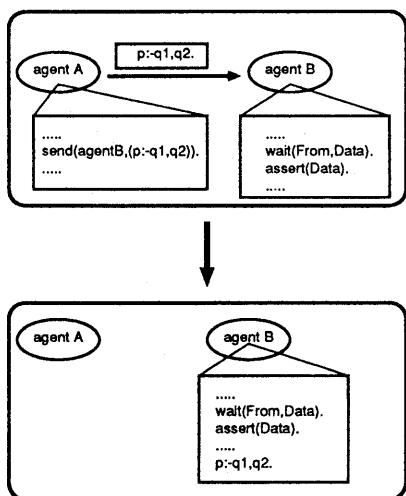 p:-q1,q2.
agent A
agent B
.....
send(agentB,(p:-q1,q2)).
.....
.....
wait(From,Data).
assert(Data).
.....
agent A
agent B
.....
wait(From,Data).
assert(Data).
.....
p:-q1,q2.